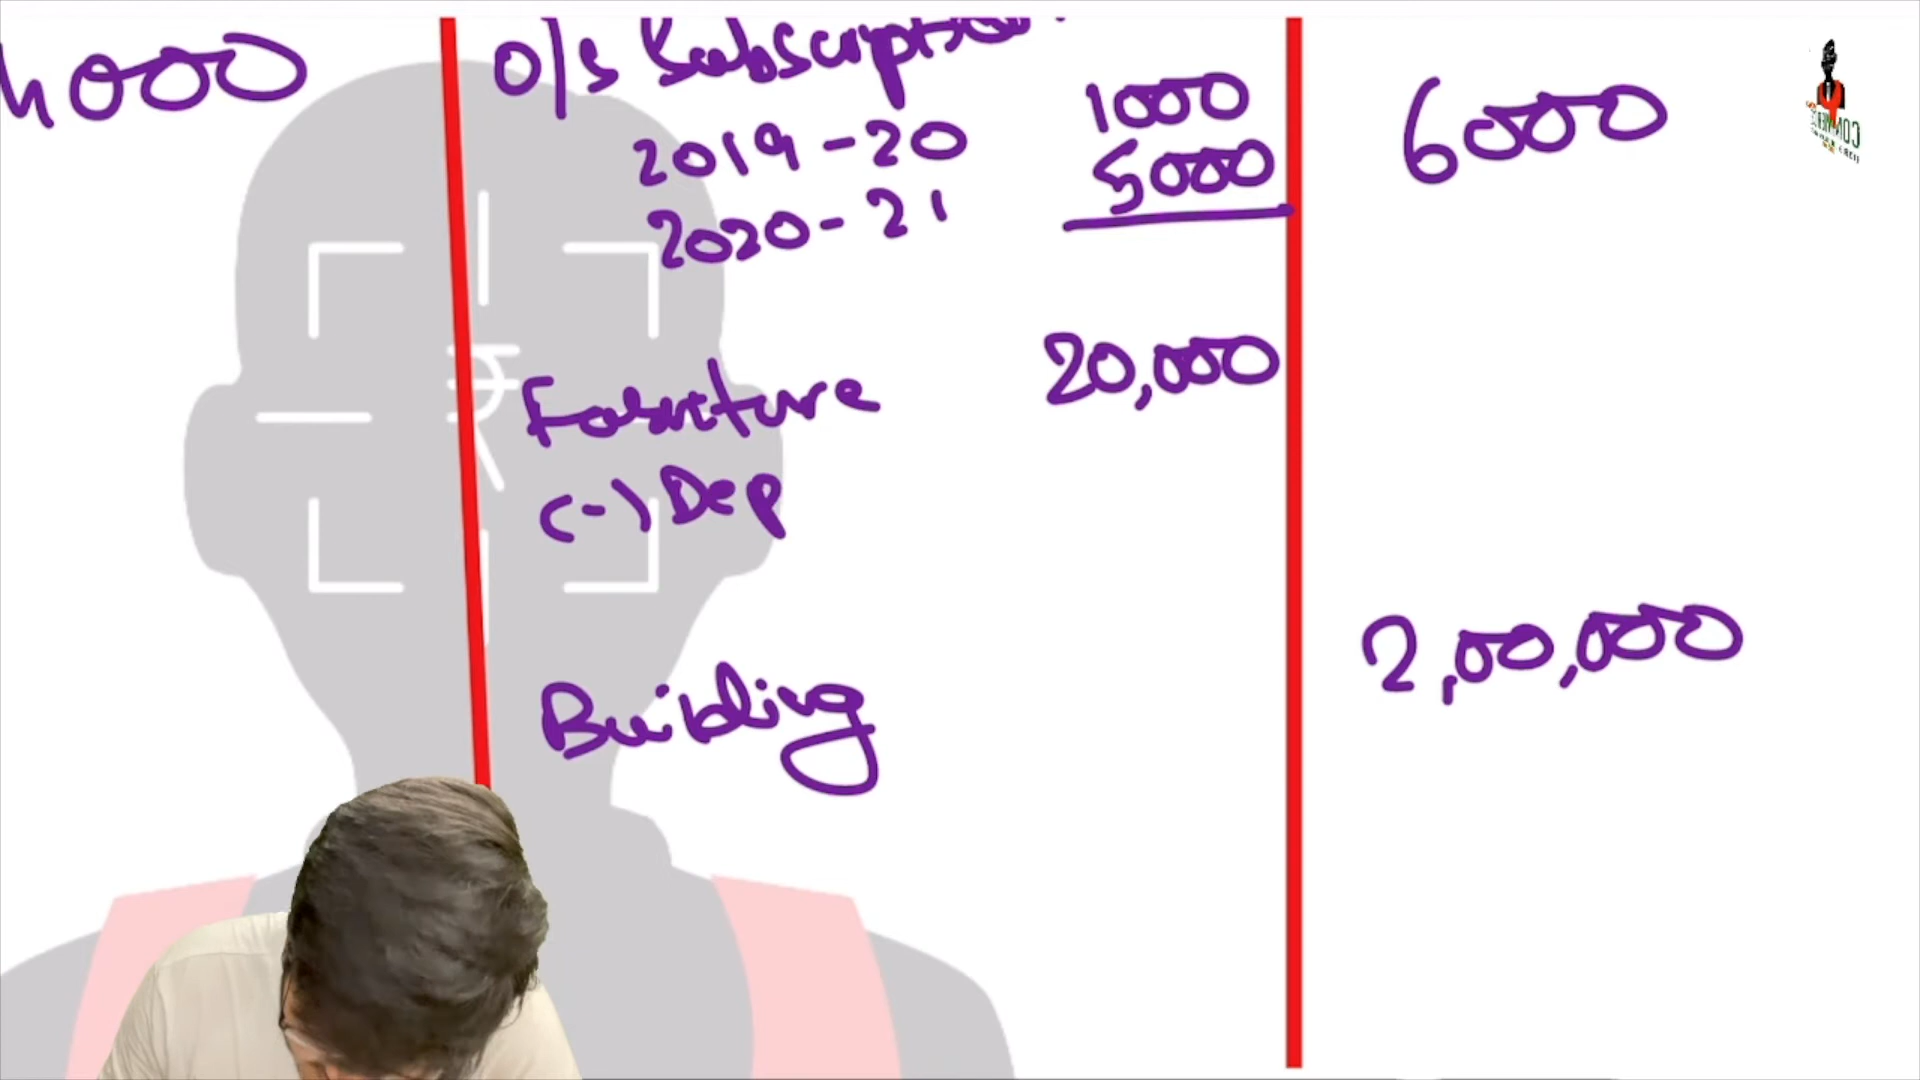 4000
O/s Subscription
2019-20 1000
2020-21 5000 6000
Furniture 20,000
(-) Dep
Building 2,00,000